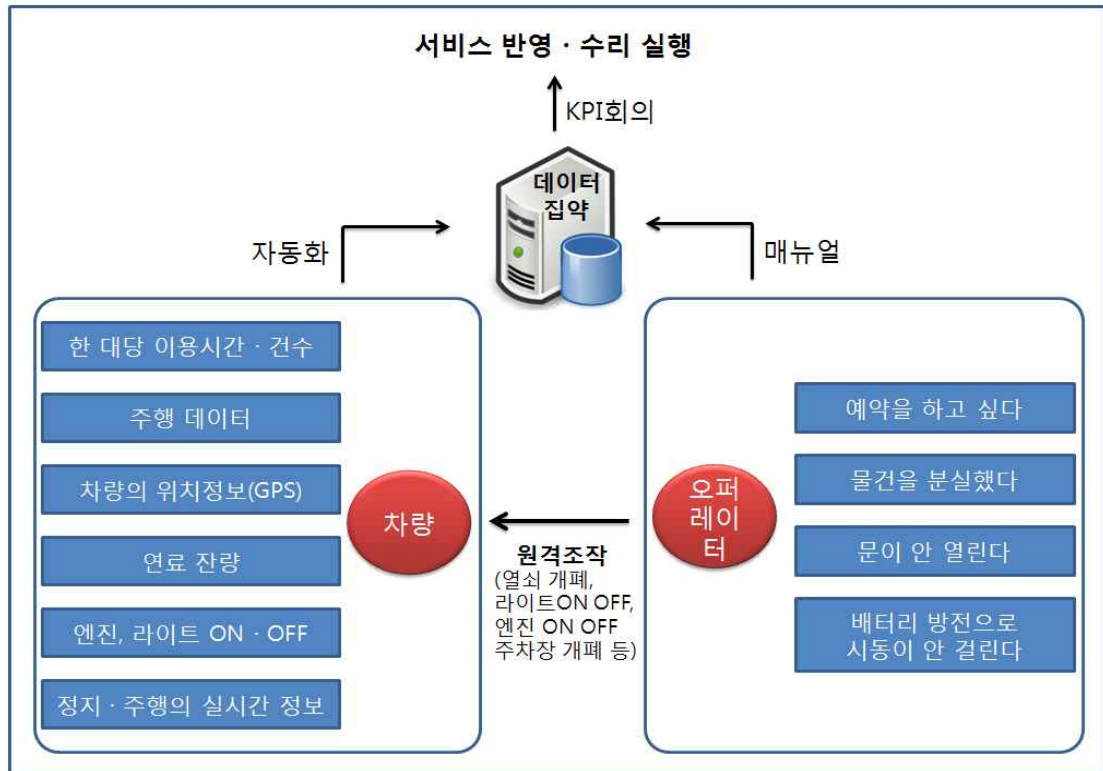 서비스 반영 · 수리 실행
KPI회의
데이터
집약
자동화
매뉴얼
한 대당 이용시간 · 건수
주행 데이터
차량의 위치정보(GPS)
연료 잔량
엔진, 라이트 ON · OFF
정지 · 주행의 실시간 정보
차량
원격조작
(열쇠 개폐,
라이트ON OFF,
엔진 ON OFF
주차장 개폐 등)
오퍼
레이
터
예약을 하고 싶다
물건을 분실했다
문이 안 열린다
배터리 방전으로
시동이 안 걸린다